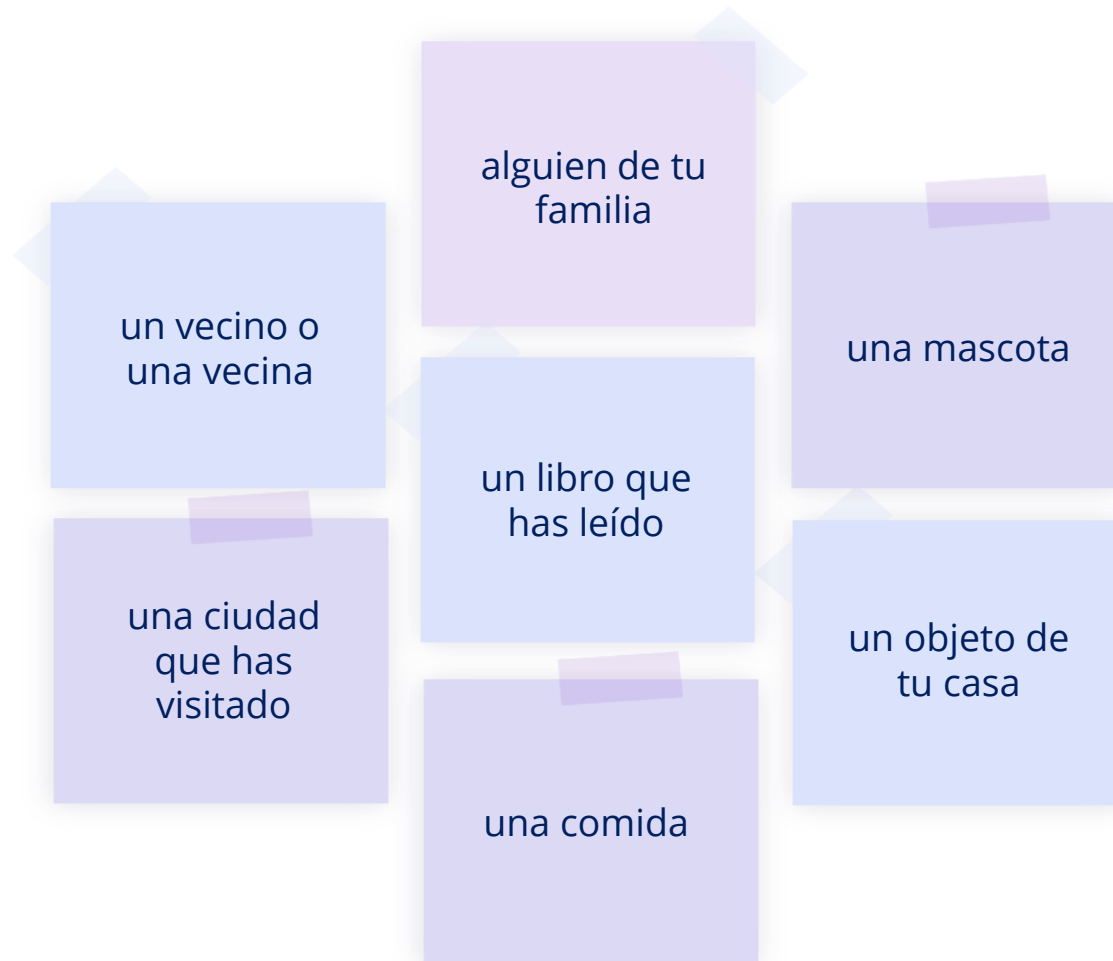 alguien de tu
familia
un vecino o
una vecina
una mascota
un libro que
has leído
una ciudad
que has
visitado
un objeto de
tu casa
una comida